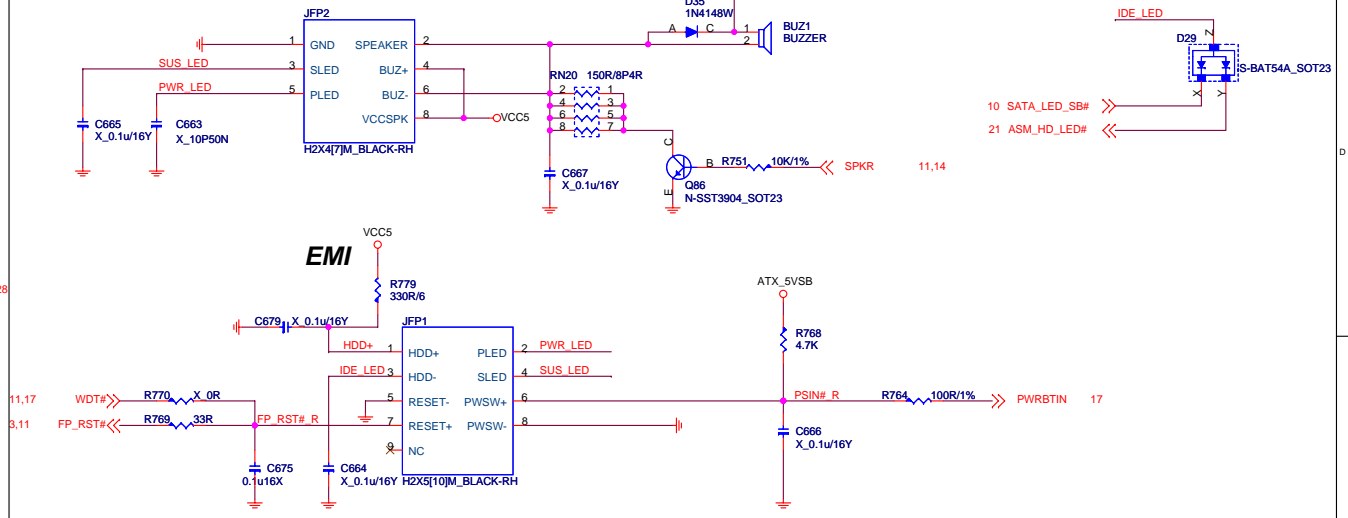 JFP2
D35
1N4148W
BUZ1
BUZZER
IDE_LED
D29
Z
S-BAT54A_SOT23
X
Y
10 SATA_LED_SB#
21 ASM_HD_LED#
1 GND SPEAKER 2
3 SLED BUZ+ 4
5 PLED BUZ- 6
VCCSPK 8
SUS_LED
PWR_LED
VCC5
A C
1
2
RN20 150R/8P4R
2 1
4 3
6 5
8 7
C665
X_0.1u/16Y
C663
X_10P50N
H2X4[7]M_BLACK-RH
C667
X_0.1u/16Y
C
B
E
R751 10K/1%
SPKR 11,14
Q86
N-SST3904_SOT23
D
EMI
VCC5
R779
330R/6
C679 X_0.1u/16Y
JFP1
ATX_5VSB
R768
4.7K
28
HDD+ 1 HDD+ PLED 2 PWR_LED
IDE_LED 3 HDD- SLED 4 SUS_LED
5 RESET- PWSW+ 6
7 RESET+ PWSW- 8
9 NC
11,17 WDT# R770 X_0R
3,11 FP_RST# R769 33R FP_RST#_R
PSIN#_R R764 100R/1% PWRBTIN 17
C666
X_0.1u/16Y
C675
0.1u16X
C664
X_0.1u/16Y
H2X5[10]M_BLACK-RH